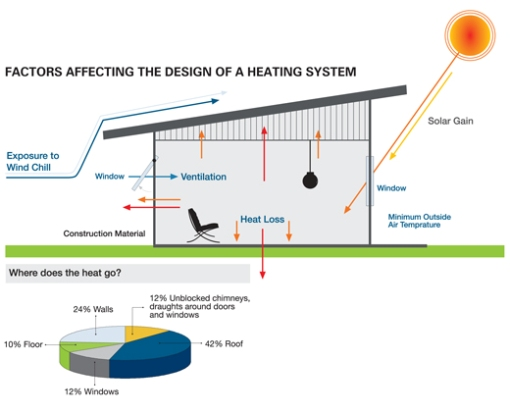 FACTORS AFFECTING THE DESIGN OF A HEATING SYSTEM
Solar Gain
Exposure to
Wind Chill
Window
Ventilation
Window
Minimum Outside
Air Temprature
Heat Loss
Construction Material
Where does the heat go?
12% Unblocked chimneys,
draughts around doors
and windows
24% Walls
10% Floor
42% Roof
12% Windows